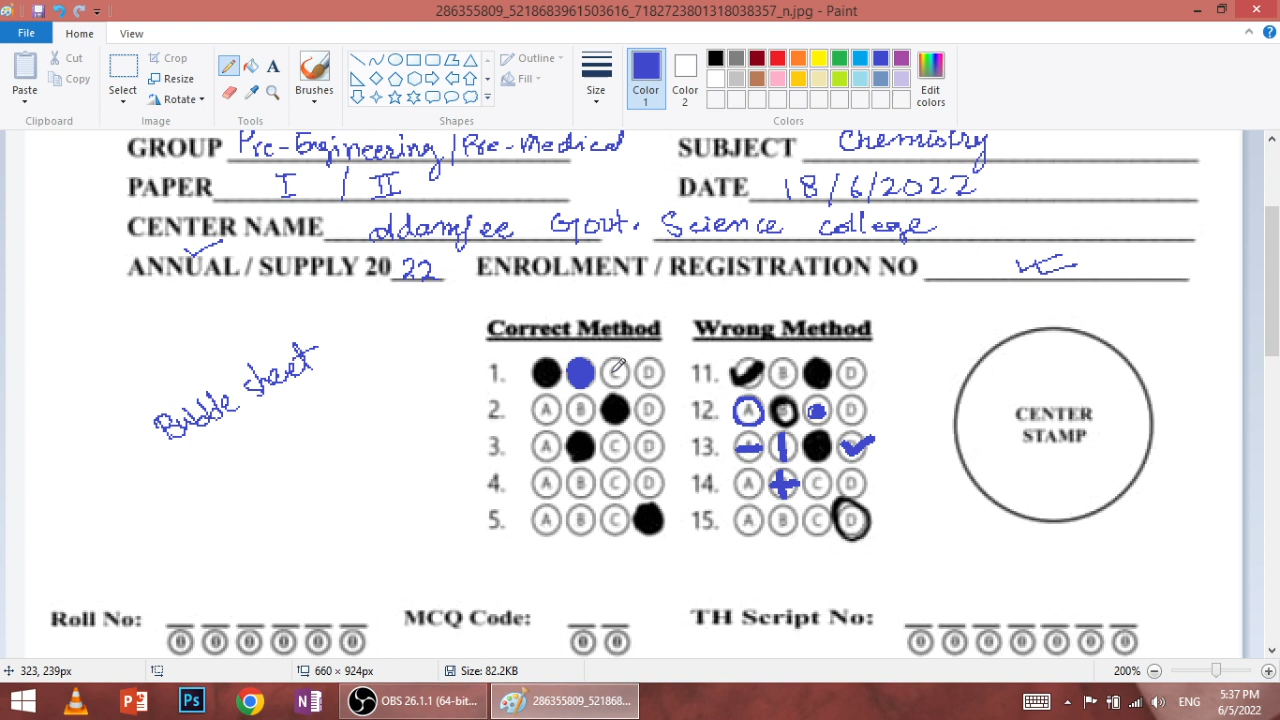 286355809_5218683961503616_7182723801318038357_n.jpg - Paint
File Home View
Paste Cut Copy Select Crop Resize Rotate Brushes Outline Fill Size Color 1 Color 2 Edit colors
Clipboard Image Tools Shapes Colors
GROUP Pre-Engineering/Pre-Medical SUBJECT Chemistry
PAPER I / II DATE 18/6/2022
CENTER NAME Adamjee Govt. Science college
ANNUAL / SUPPLY 20 22 ENROLMENT / REGISTRATION NO
Bubble sheet
Correct Method Wrong Method
1. C D 11. B D
2. A B D 12. A B
3. A C D 13. A B D
4. A B C D 14. A B C D
5. A B C 15. A B C D
CENTER
STAMP
Roll No: MCQ Code: TH Script No:
0 0 0 0 0 0 0 0 0 0 0 0 0 0 0
323, 239px 660 × 924px Size: 82.2KB 200%
OBS 26.1.1 (64-bit... 286355809_521868... ENG 5:37 PM
6/5/2022